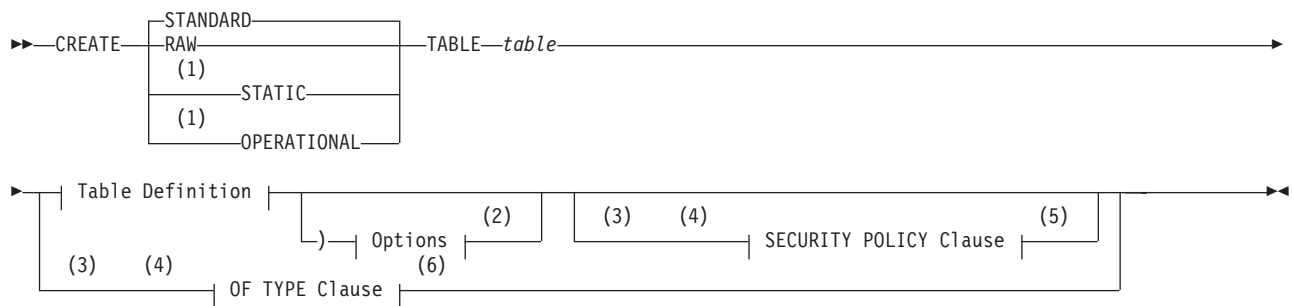 STANDARD
CREATE RAW TABLE table
(1)
STATIC
(1)
OPERATIONAL
Table Definition
(2) (3) (4) (5)
) Options SECURITY POLICY Clause
(3) (4) (6)
OF TYPE Clause